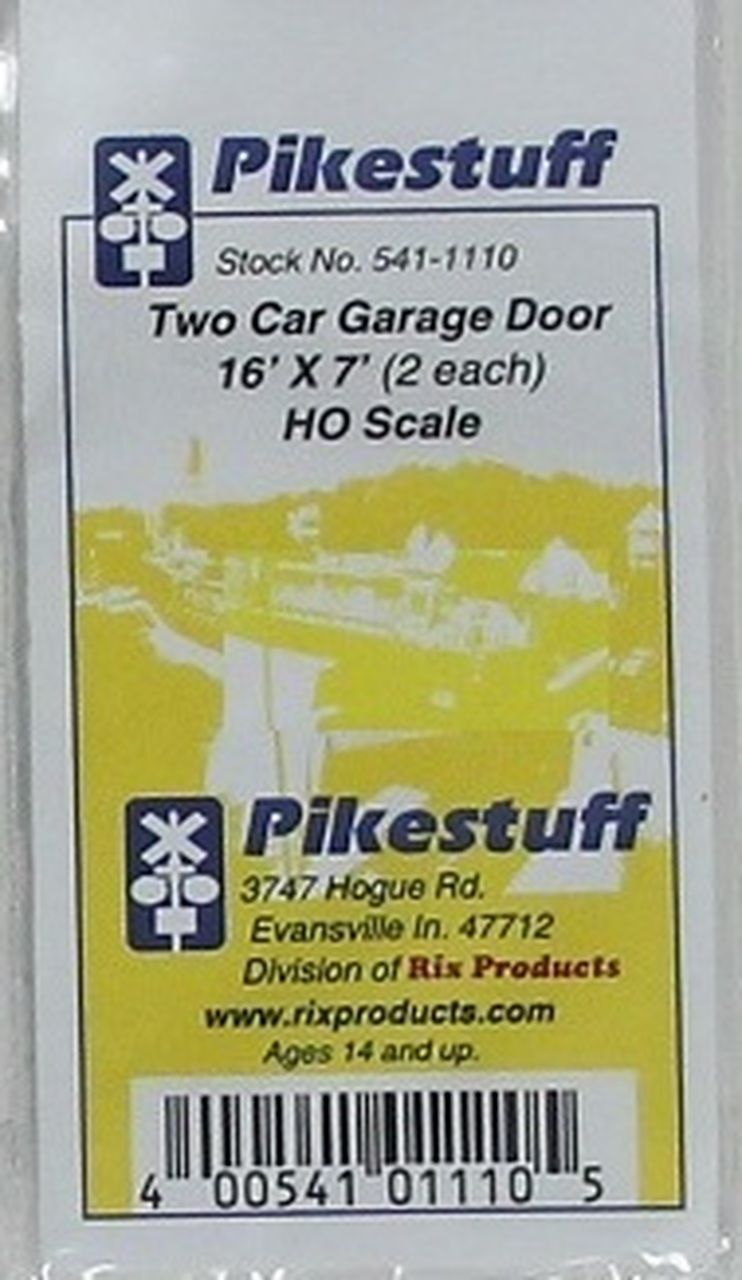 Pikestuff
Stock No. 541-1110
Two Car Garage Door
16' X 7' (2 each)
HO Scale
Pikestuff
3747 Hogue Rd.
Evansville In. 47712
Division of Rix Products
www.rixproducts.com
Ages 14 and up.
4 00541 01110 5